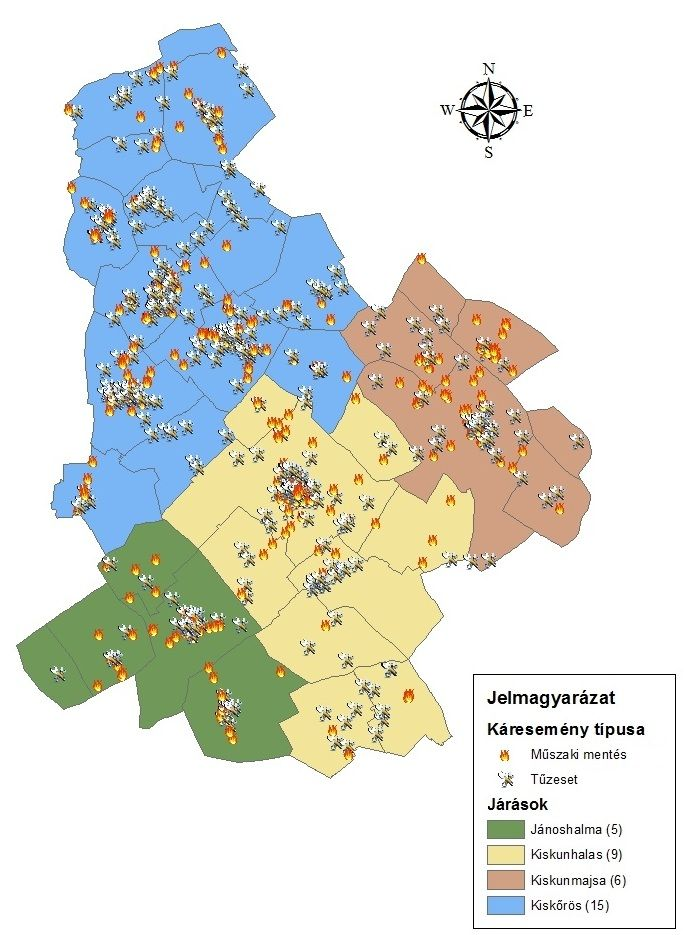 N
W E
S
Jelmagyarázat
Káresemény típusa
Műszaki mentés
Tűzeset
Járások
Jánoshalma (5)
Kiskunhalas (9)
Kiskunmajsa (6)
Kiskőrös (15)